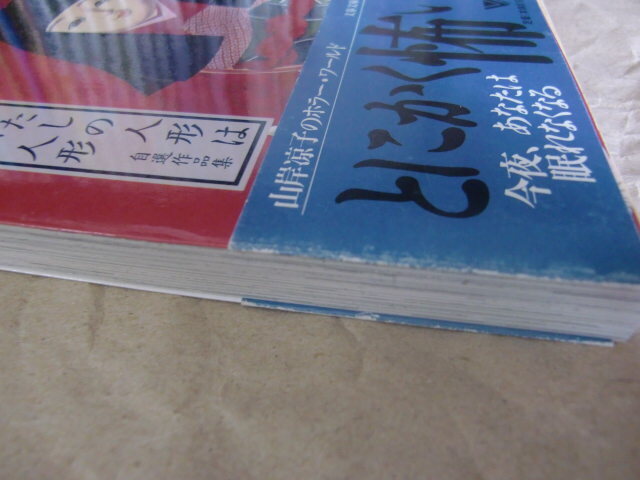 たしの人形は
人形
自選作品集
山岸凉子のホラー・ワールド
とにかく怖い
今夜、あなたは
眠れなくなる